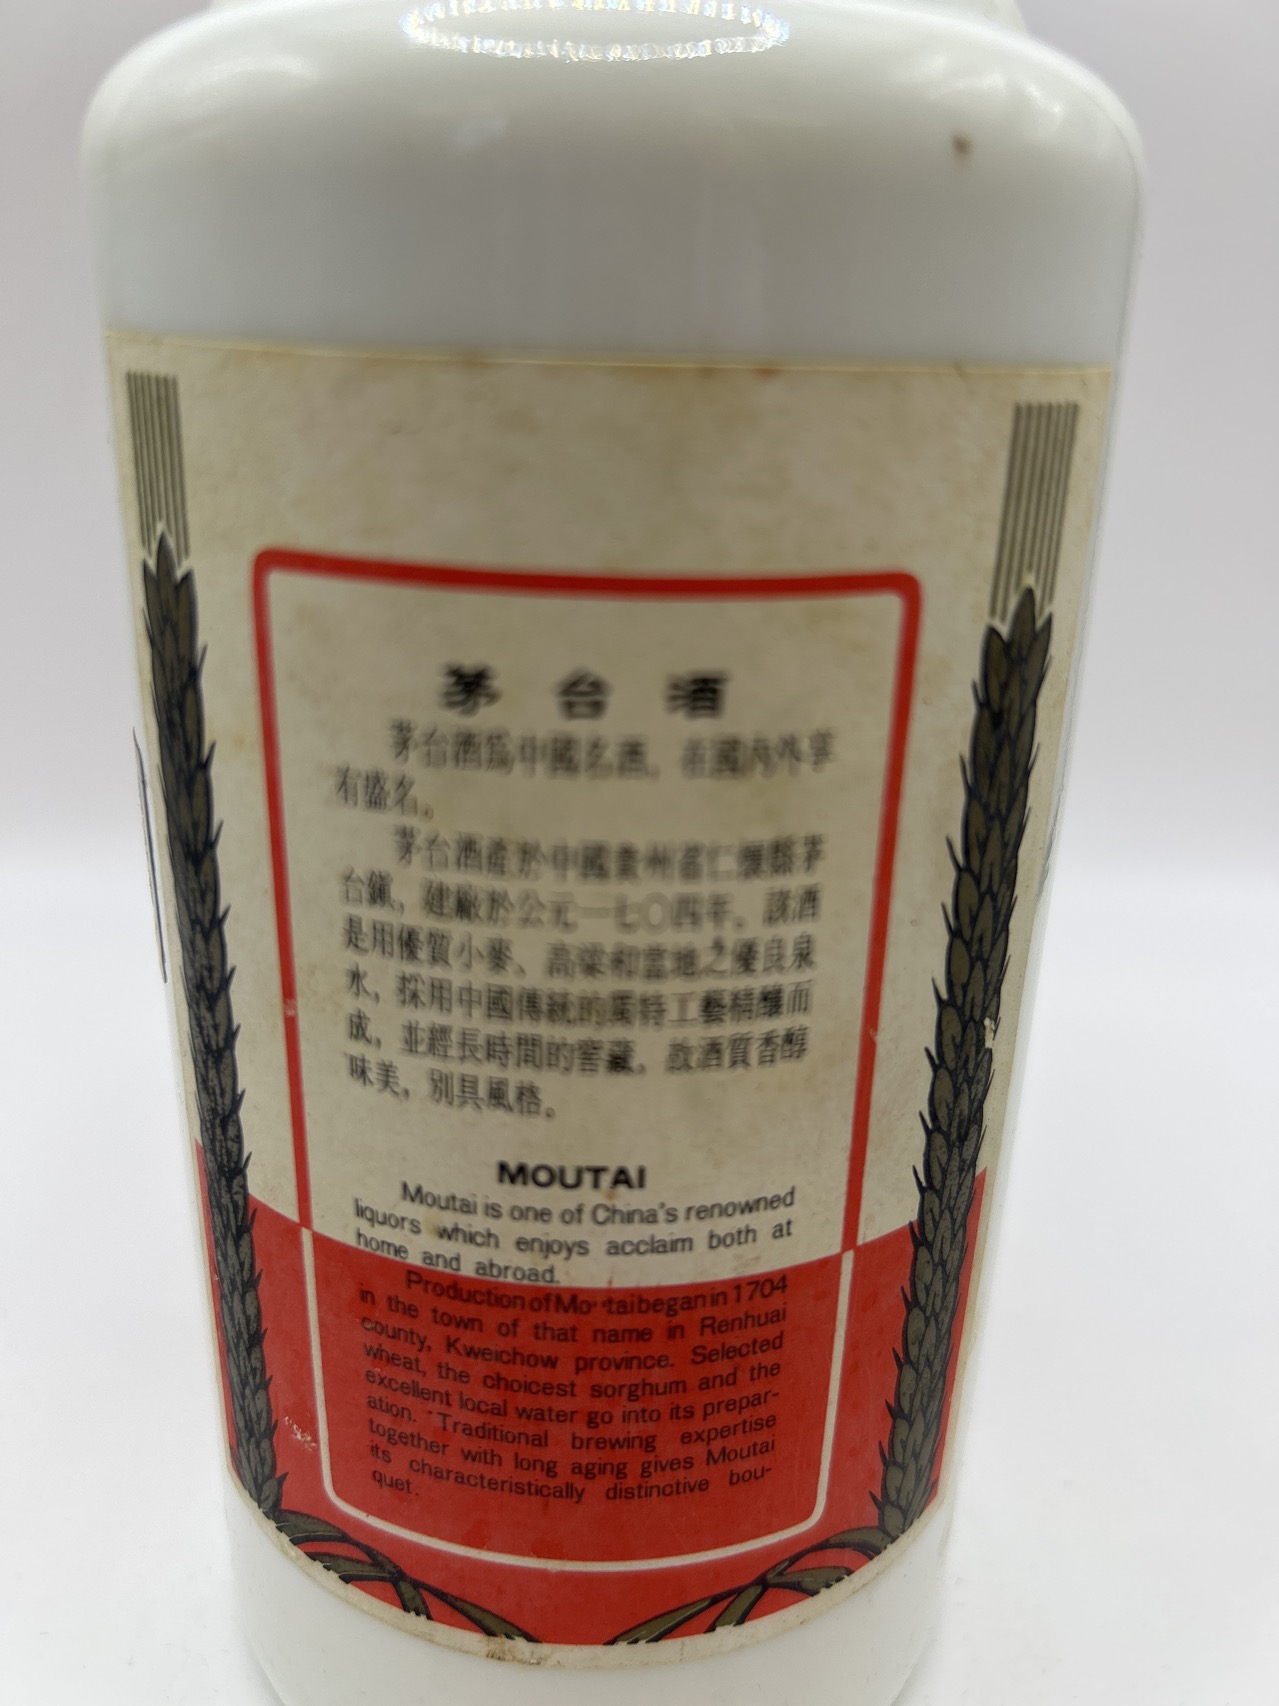 茅台酒
茅台酒爲中國名酒，在國內外享
有盛名。
茅台酒產於中國貴州省仁懷縣茅
台鎮，建廠於公元一七〇四年。該酒
是用優質小麥、高粱和當地之優良泉
水，採用中國傳統的獨特工藝精釀而
成，並經長時間的窖藏。故酒質香醇
味美，別具風格。
MOUTAI
Moutai is one of China's renowned
liquors which enjoys acclaim both at
home and abroad.
Production of Moutai began in 1704
in the town of that name in Renhuai
county, Kweichow province. Selected
wheat, the choicest sorghum and the
excellent local water go into its prepar-
ation. Traditional brewing expertise
together with long aging gives Moutai
its characteristically distinctive bou-
quet.